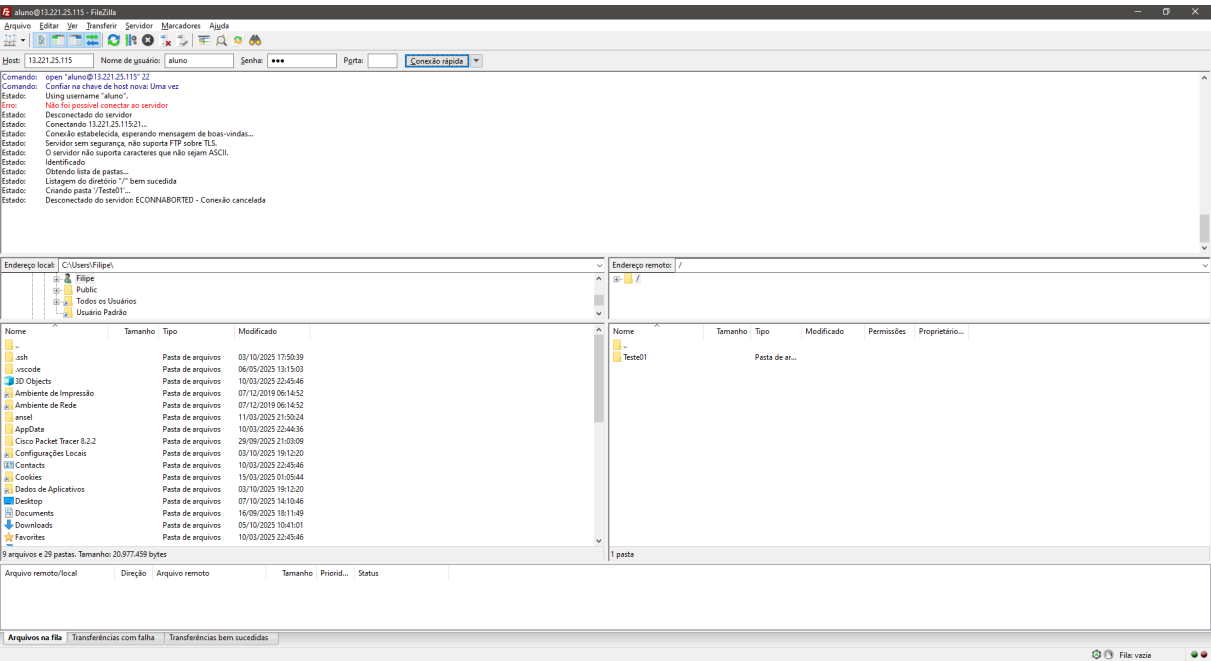 aluno@13.221.25.115 - FileZilla
Arquivo Editar Ver Transferir Servidor Marcadores Ajuda
Host: 13.221.25.115 Nome de usuário: aluno Senha: ●●● Porta: Conexão rápida
Comando: open "aluno@13.221.25.115" 22
Comando: Confiar na chave de host nova: Uma vez
Estado: Using username "aluno".
Erro: Não foi possível conectar ao servidor
Estado: Desconectado do servidor
Estado: Conectando 13.221.25.115:21...
Estado: Conexão estabelecida, esperando mensagem de boas-vindas...
Estado: Servidor sem segurança, não suporta FTP sobre TLS.
Estado: O servidor não suporta caracteres que não sejam ASCII.
Estado: Identificado
Estado: Obtendo lista de pastas...
Estado: Listagem do diretório "/" bem sucedida
Estado: Criando pasta '/Teste01'...
Estado: Desconectado do servidor: ECONNABORTED - Conexão cancelada
Endereço local: C:\Users\Filipe\
Filipe
Public
Todos os Usuários
Usuário Padrão
Nome Tamanho Tipo Modificado
..
.ssh Pasta de arquivos 03/10/2025 17:50:39
.vscode Pasta de arquivos 06/05/2025 13:15:03
3D Objects Pasta de arquivos 10/03/2025 22:45:46
Ambiente de Impressão Pasta de arquivos 07/12/2019 06:14:52
Ambiente de Rede Pasta de arquivos 07/12/2019 06:14:52
ansel Pasta de arquivos 11/03/2025 21:50:24
AppData Pasta de arquivos 10/03/2025 22:44:36
Cisco Packet Tracer 8.2.2 Pasta de arquivos 29/09/2025 21:03:09
Configurações Locais Pasta de arquivos 03/10/2025 19:12:20
Contacts Pasta de arquivos 10/03/2025 22:45:46
Cookies Pasta de arquivos 15/03/2025 01:05:44
Dados de Aplicativos Pasta de arquivos 03/10/2025 19:12:20
Desktop Pasta de arquivos 07/10/2025 14:10:46
Documents Pasta de arquivos 16/09/2025 18:11:49
Downloads Pasta de arquivos 05/10/2025 10:41:01
Favorites Pasta de arquivos 10/03/2025 22:45:46
9 arquivos e 29 pastas. Tamanho: 20.977.459 bytes
Endereço remoto: /
/
Nome Tamanho Tipo Modificado Permissões Proprietário...
..
Teste01 Pasta de ar...
1 pasta
Arquivo remoto/local Direção Arquivo remoto Tamanho Priorid... Status
Arquivos na fila Transferências com falha Transferências bem sucedidas
Fila: vazia